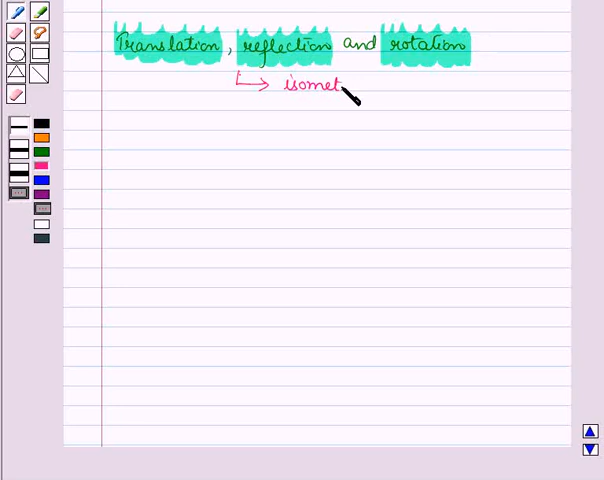 Translation, reflection and rotation
↳ isomet